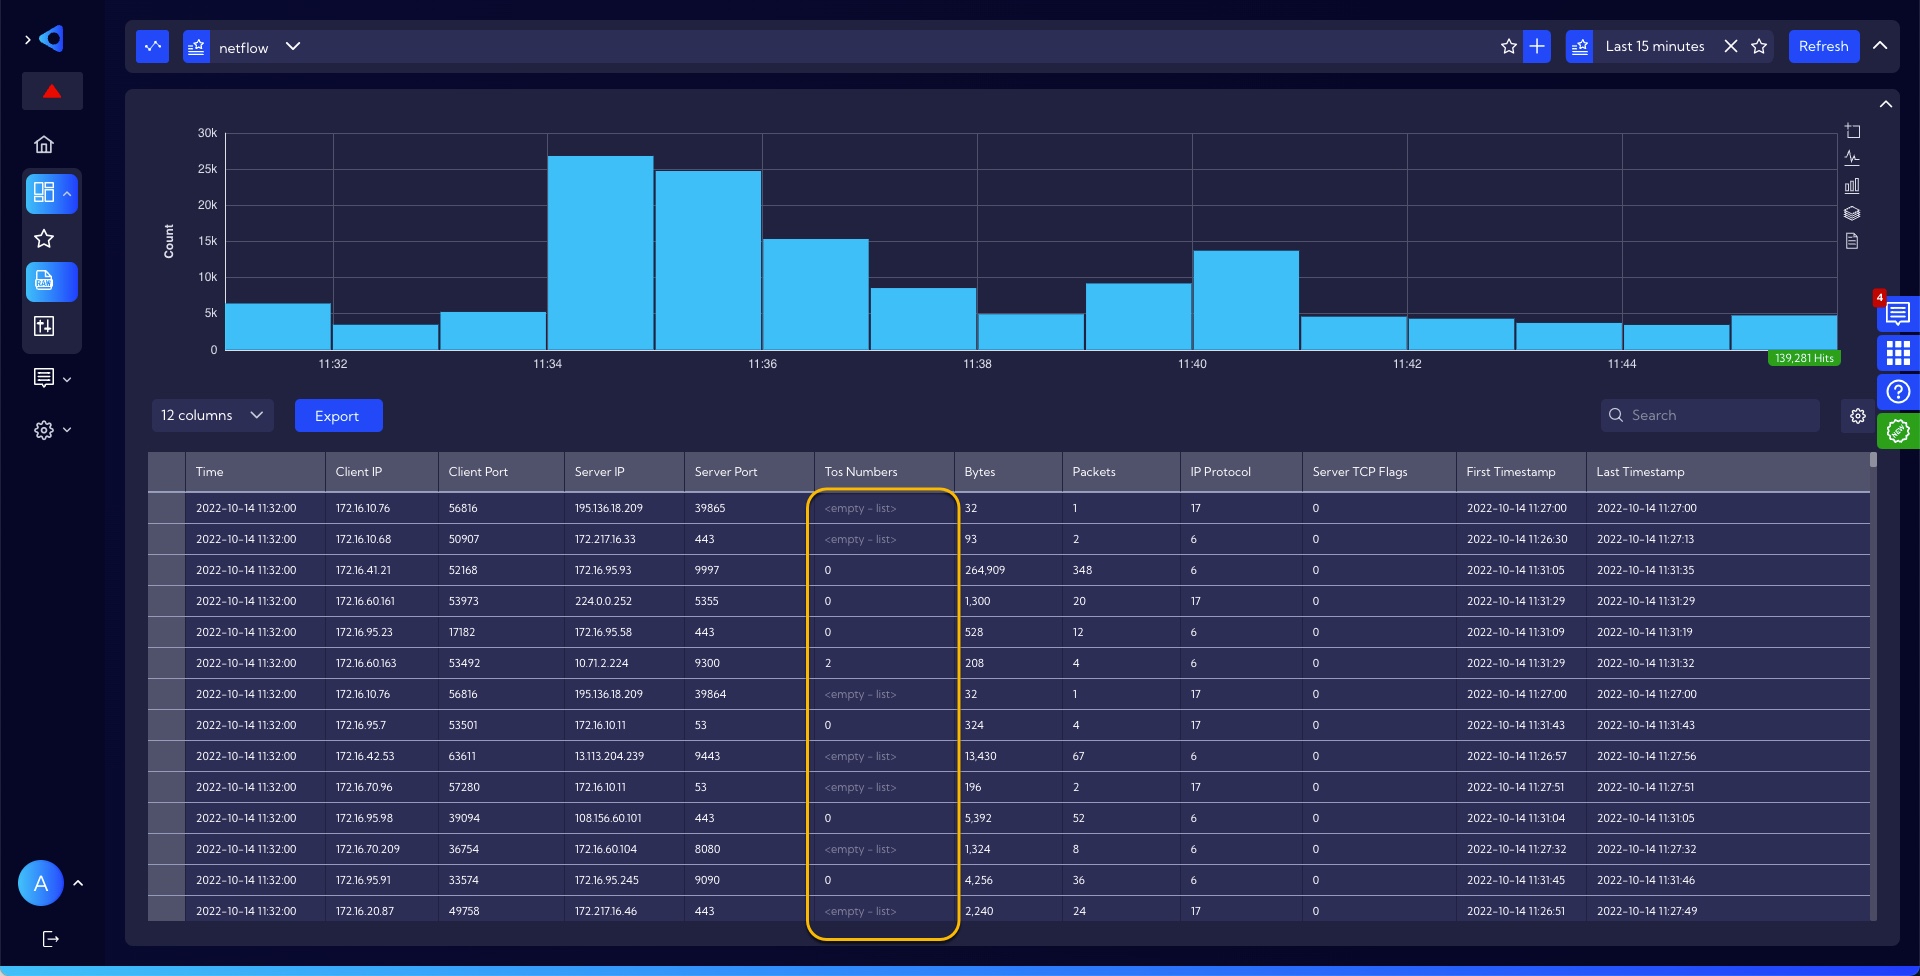 netflow
Last 15 minutes
Refresh
30k
25k
20k
15k
10k
5k
0
Count
11:32 11:34 11:36 11:38 11:40 11:42 11:44
139,281 Hits
RAW
4
NEW
12 columns
Export
Search
Time Client IP Client Port Server IP Server Port Tos Numbers Bytes Packets IP Protocol Server TCP Flags First Timestamp Last Timestamp
2022-10-14 11:32:00 172.16.10.76 56816 195.136.18.209 39865 <empty - list> 32 1 17 0 2022-10-14 11:27:00 2022-10-14 11:27:00
2022-10-14 11:32:00 172.16.10.68 50907 172.217.16.33 443 <empty - list> 93 2 6 0 2022-10-14 11:26:30 2022-10-14 11:27:13
2022-10-14 11:32:00 172.16.41.21 52168 172.16.95.93 9997 0 264,909 348 6 0 2022-10-14 11:31:05 2022-10-14 11:31:35
2022-10-14 11:32:00 172.16.60.161 53973 224.0.0.252 5355 0 1,300 20 17 0 2022-10-14 11:31:29 2022-10-14 11:31:29
2022-10-14 11:32:00 172.16.95.23 17182 172.16.95.58 443 0 528 12 6 0 2022-10-14 11:31:09 2022-10-14 11:31:19
2022-10-14 11:32:00 172.16.60.163 53492 10.71.2.224 9300 2 208 4 6 0 2022-10-14 11:31:29 2022-10-14 11:31:32
2022-10-14 11:32:00 172.16.10.76 56816 195.136.18.209 39864 <empty - list> 32 1 17 0 2022-10-14 11:27:00 2022-10-14 11:27:00
2022-10-14 11:32:00 172.16.95.7 53501 172.16.10.11 53 0 324 4 17 0 2022-10-14 11:31:43 2022-10-14 11:31:43
2022-10-14 11:32:00 172.16.42.53 63611 13.113.204.239 9443 <empty - list> 13,430 67 6 0 2022-10-14 11:26:57 2022-10-14 11:27:56
2022-10-14 11:32:00 172.16.70.96 57280 172.16.10.11 53 <empty - list> 196 2 17 0 2022-10-14 11:27:51 2022-10-14 11:27:51
2022-10-14 11:32:00 172.16.95.98 39094 108.156.60.101 443 0 5,392 52 6 0 2022-10-14 11:31:04 2022-10-14 11:31:05
2022-10-14 11:32:00 172.16.70.209 36754 172.16.60.104 8080 <empty - list> 1,324 8 6 0 2022-10-14 11:27:32 2022-10-14 11:27:32
2022-10-14 11:32:00 172.16.95.91 33574 172.16.95.245 9090 0 4,256 36 6 0 2022-10-14 11:31:45 2022-10-14 11:31:46
2022-10-14 11:32:00 172.16.20.87 49758 172.217.16.46 443 <empty - list> 2,240 24 17 0 2022-10-14 11:26:51 2022-10-14 11:27:49
A